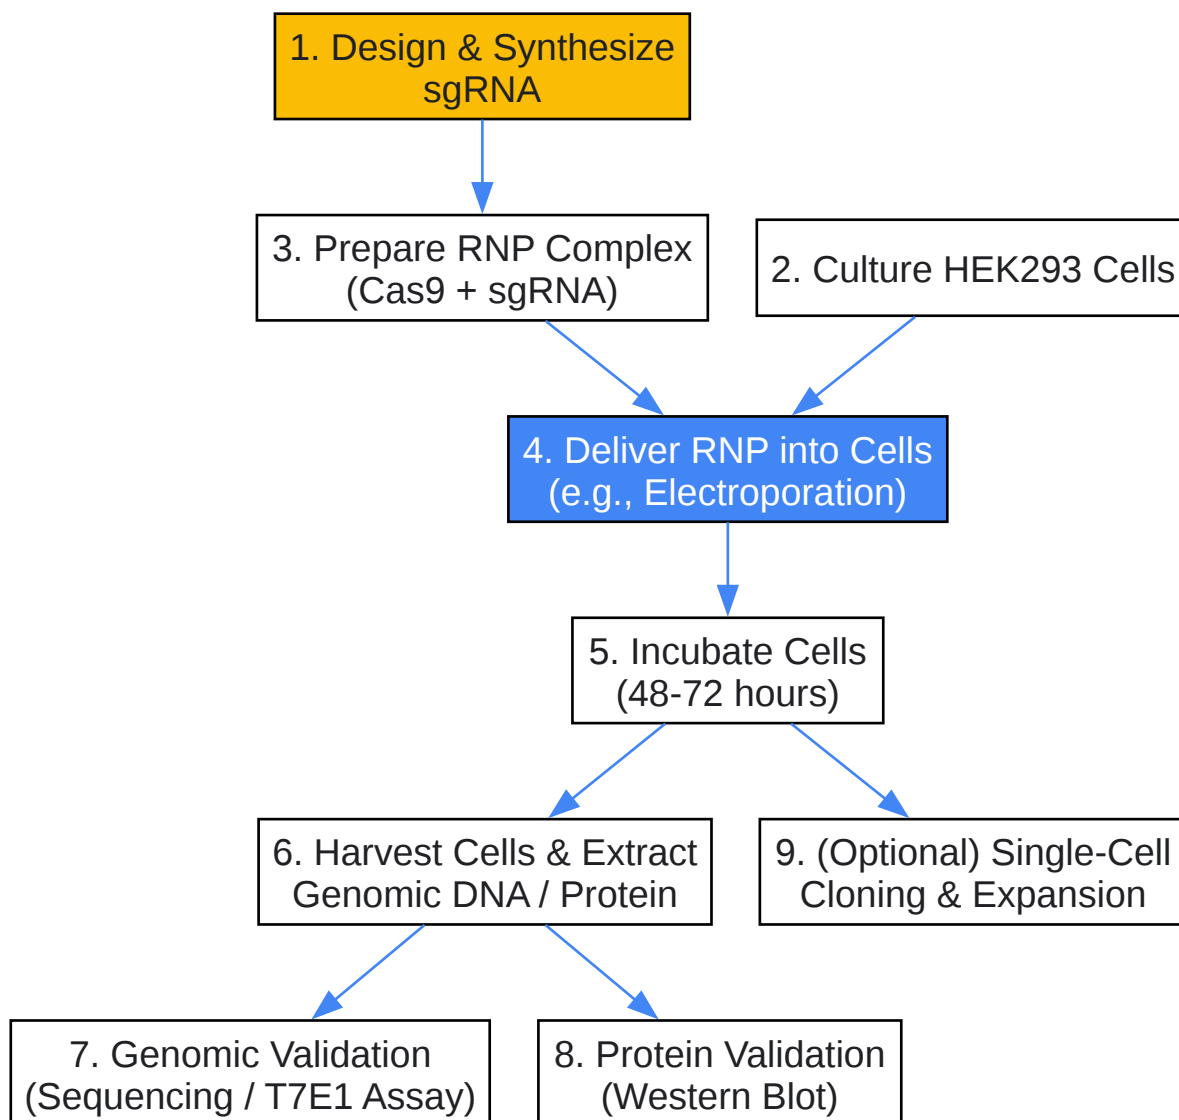 1. Design & Synthesize
sgRNA
3. Prepare RNP Complex
(Cas9 + sgRNA)
2. Culture HEK293 Cells
4. Deliver RNP into Cells
(e.g., Electroporation)
5. Incubate Cells
(48-72 hours)
6. Harvest Cells & Extract
Genomic DNA / Protein
9. (Optional) Single-Cell
Cloning & Expansion
7. Genomic Validation
(Sequencing / T7E1 Assay)
8. Protein Validation
(Western Blot)